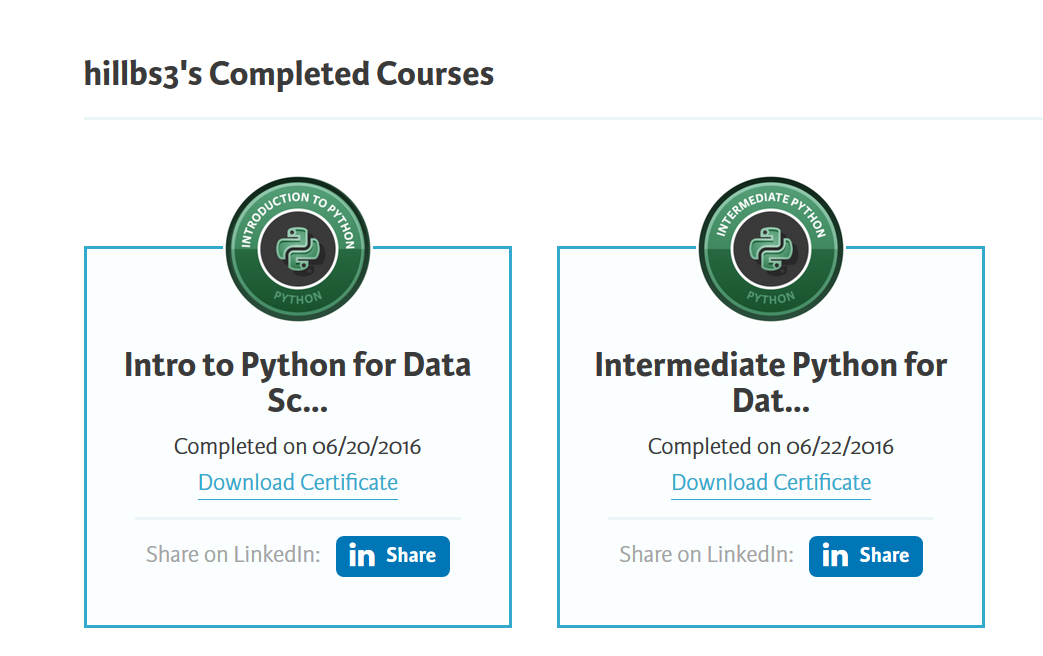 hillbs3's Completed Courses
INTRODUCTION TO PYTHON
PYTHON
Intro to Python for Data
Sc...
Completed on 06/20/2016
Download Certificate
Share on LinkedIn:
in Share
INTERMEDIATE PYTHON
PYTHON
Intermediate Python for
Dat...
Completed on 06/22/2016
Download Certificate
Share on LinkedIn:
in Share